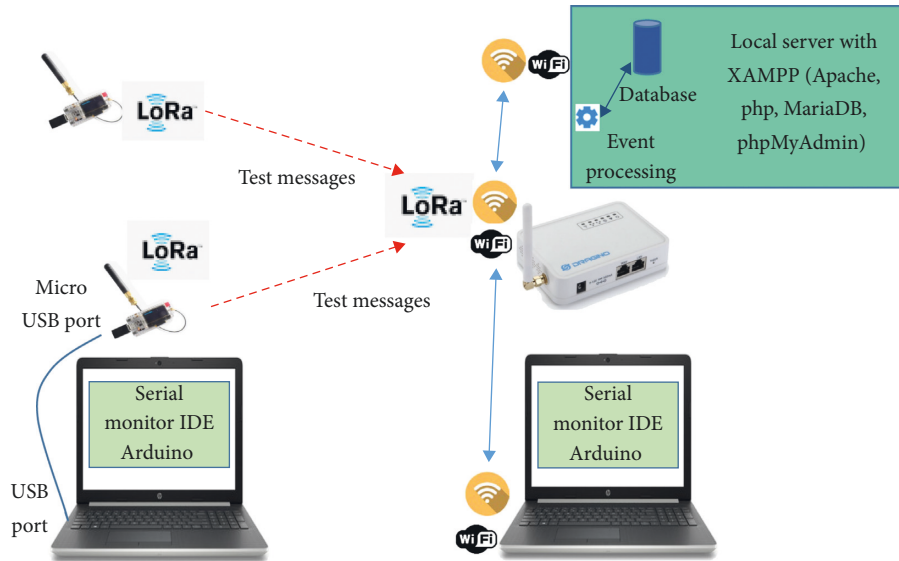 LoRa
Test messages
LoRa
Micro
USB port
Test messages
LoRa
WiFi
WiFi
Database
Event
processing
Local server with
XAMPP (Apache,
php, MariaDB,
phpMyAdmin)
DRAGINO
Serial
monitor IDE
Arduino
USB
port
Serial
monitor IDE
Arduino
WiFi